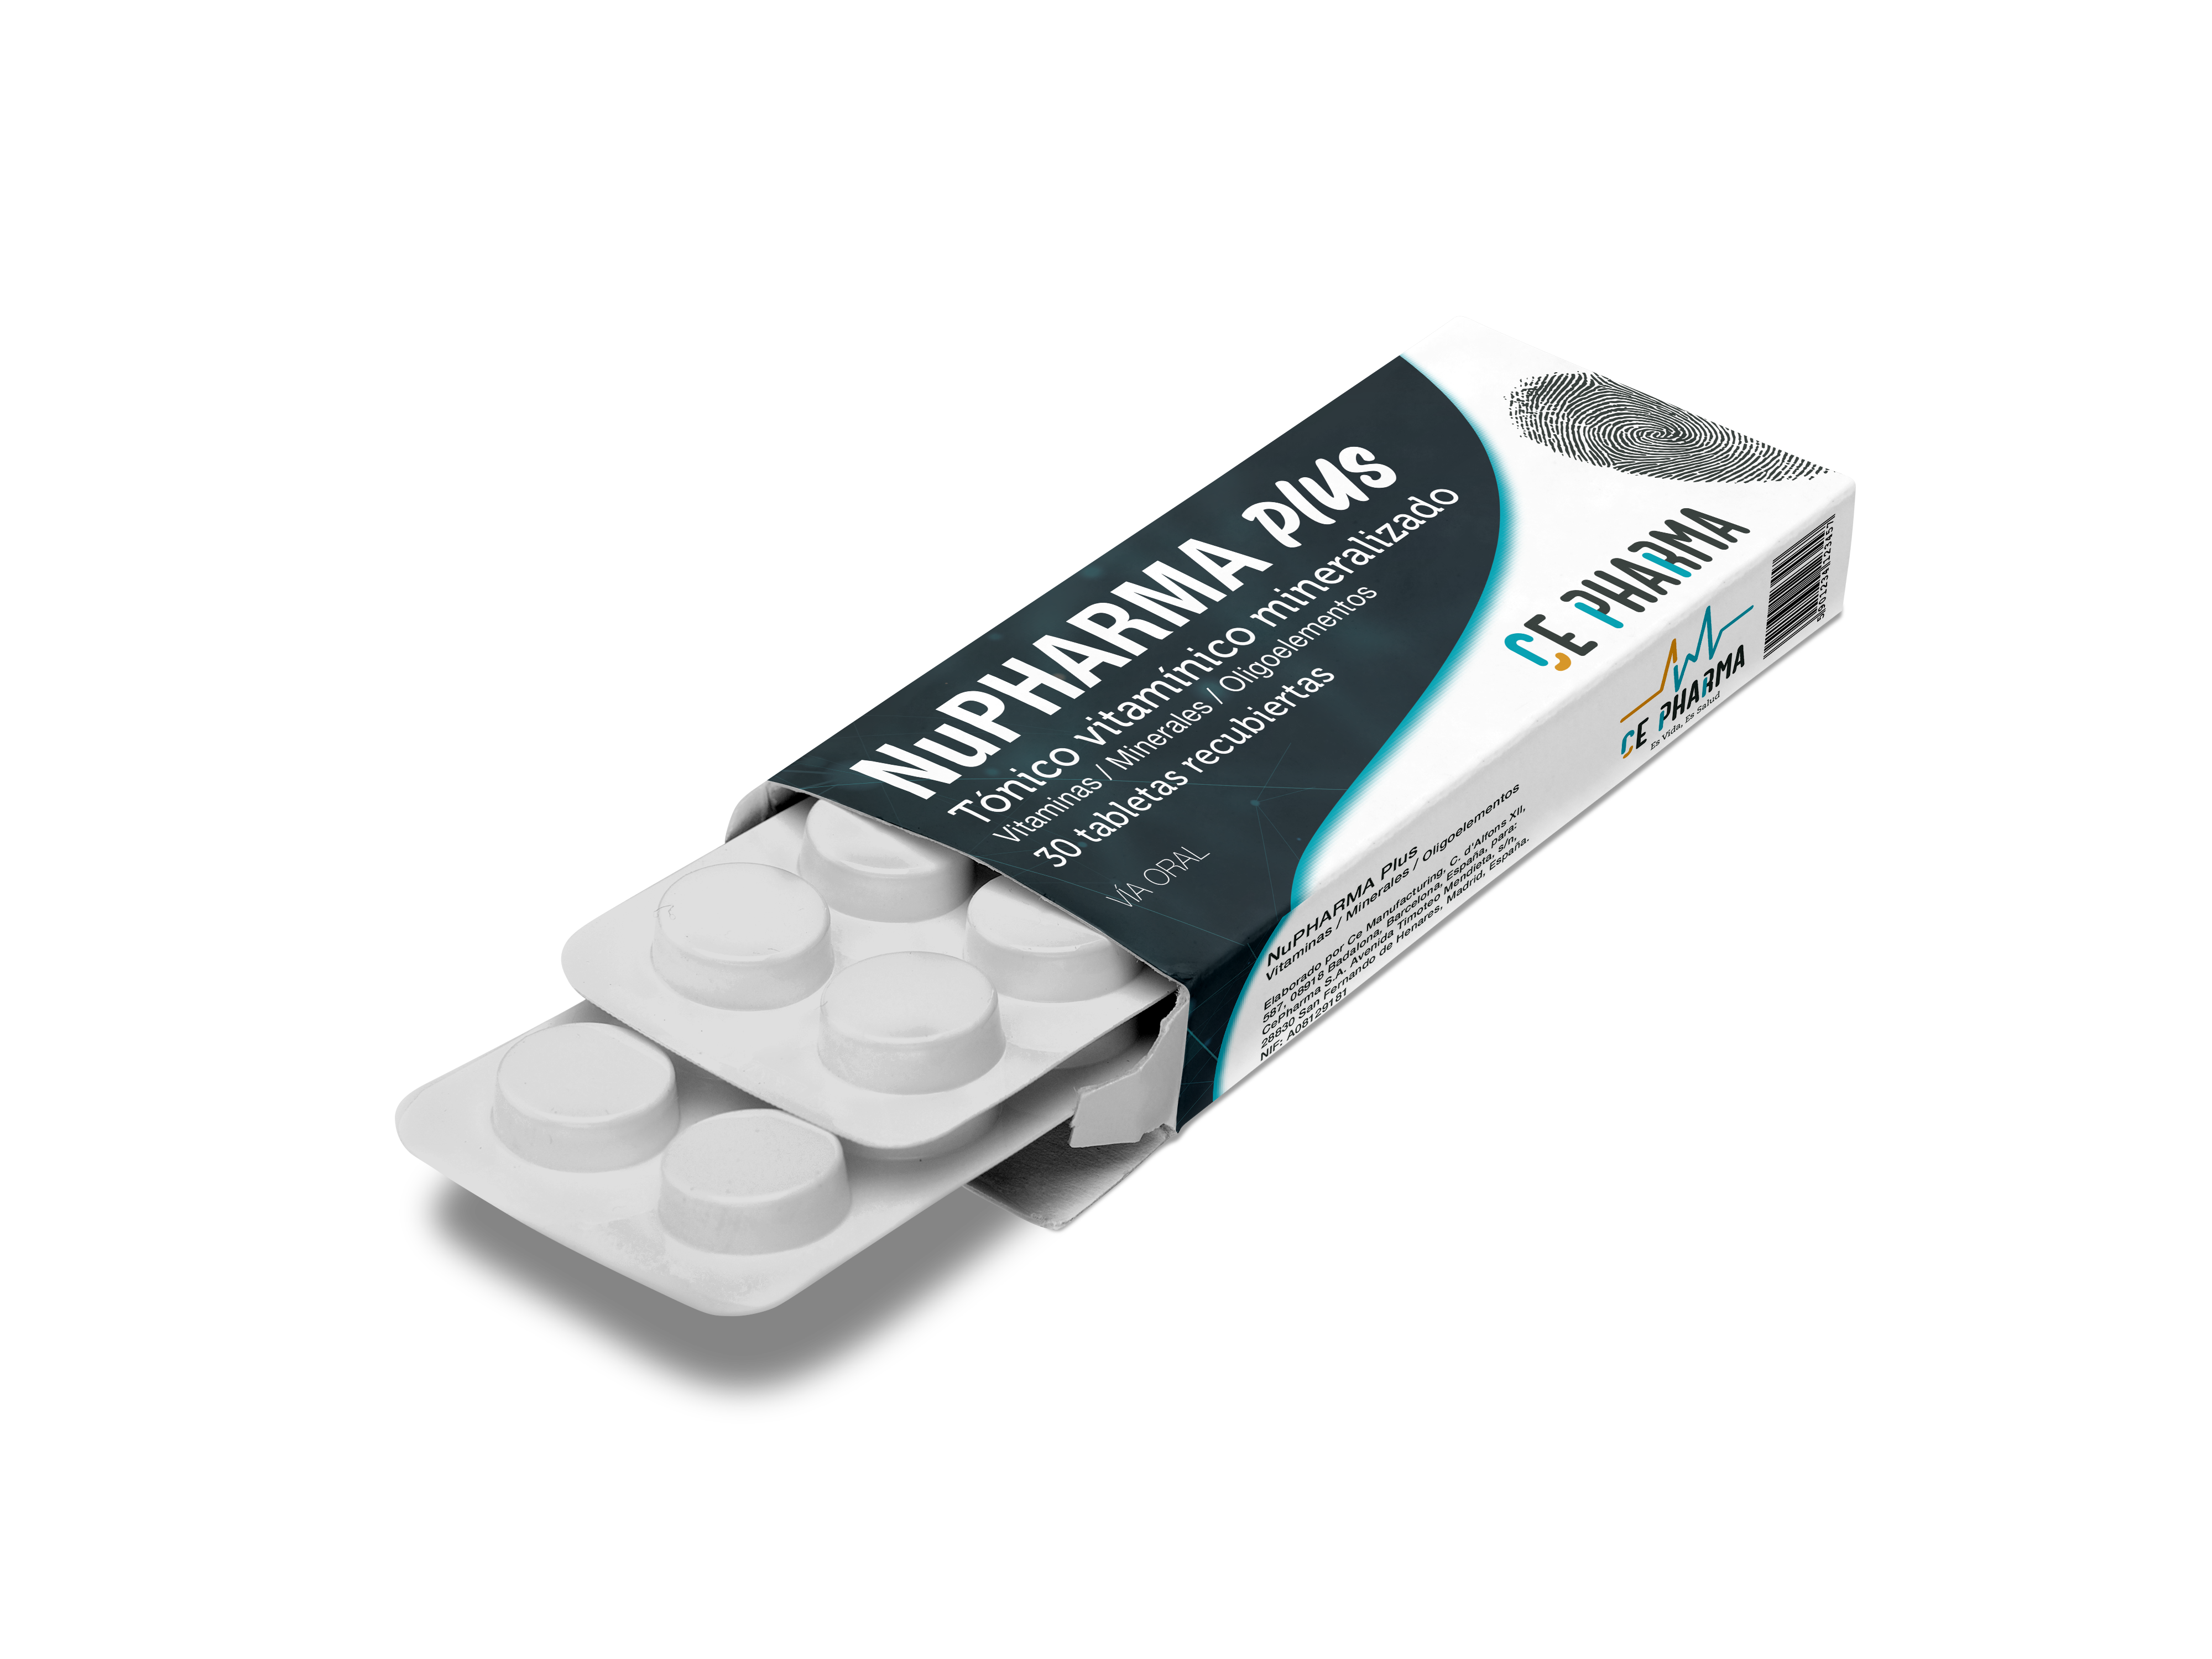 NuPHARMA plus
Tónico vitamínico mineralizado
Vitaminas / Minerales / Oligoelementos
30 tabletas recubiertas
VÍA ORAL
CE PHARMA
NuPHARMA Plus
Vitaminas / Minerales / Oligoelementos
Elaborado por Ce Manufacturing, C. d'Alfons XII,
587, 08918 Badalona, Barcelona, España, para:
CePharma S.A. Avenida Timoteo Mendieta, s/n,
28830 San Fernando de Henares, Madrid, España.
NIF: A08129181
CE PHARMA
Es Vida, Es Salud
5901234123457